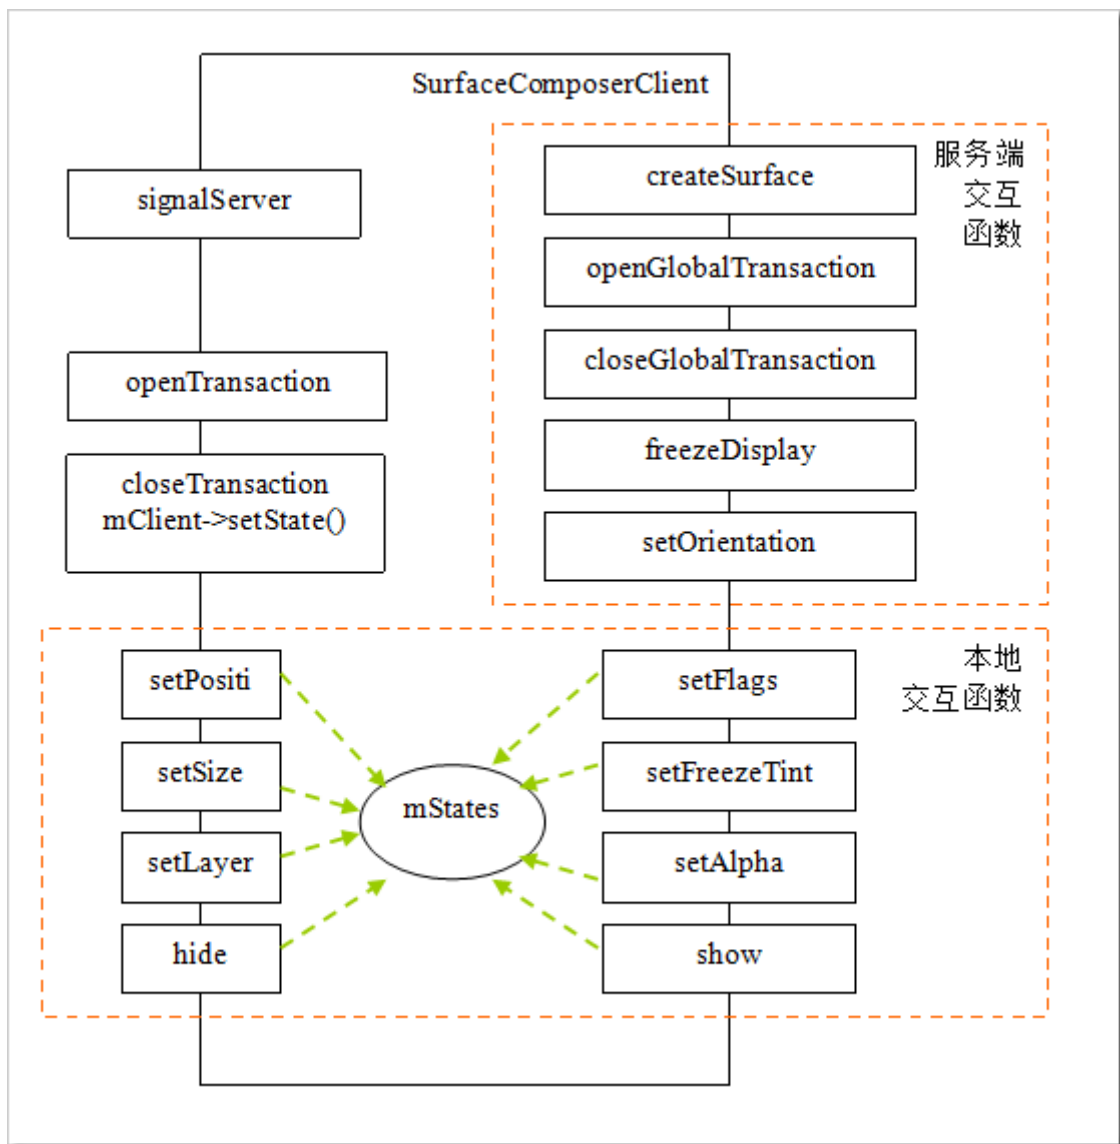 SurfaceComposerClient
signalServer
openTransaction
closeTransaction
mClient->setState()
服务端
交互
函数
createSurface
openGlobalTransaction
closeGlobalTransaction
freezeDisplay
setOrientation
本地
交互函数
setPositi
setSize
setLayer
hide
mStates
setFlags
setFreezeTint
setAlpha
show